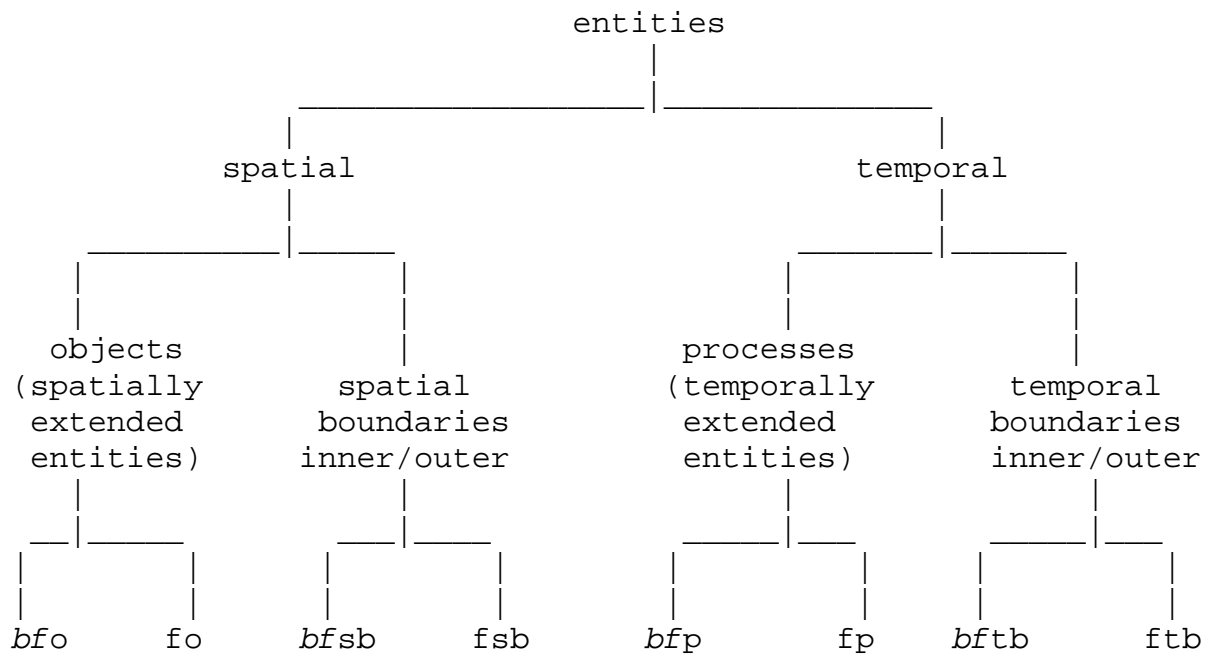 entities
spatial temporal
objects processes
(spatially spatial (temporally temporal
extended boundaries extended boundaries
entities) inner/outer entities) inner/outer
bfo fo bfsb fsb bfp fp bftb ftb